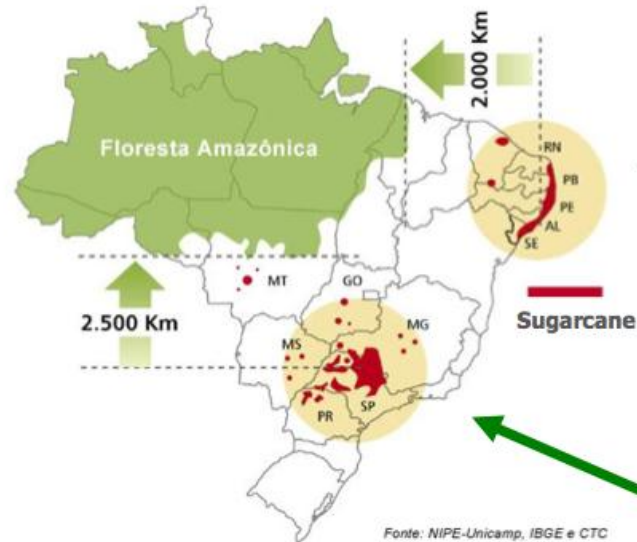 2.000 Km
Floresta Amazônica
RN
PB
PE
AL
SE
MT
GO
2.500 Km
Sugarcane
MS
MG
SP
PR
Fonte: NIPE-Unicamp, IBGE e CTC